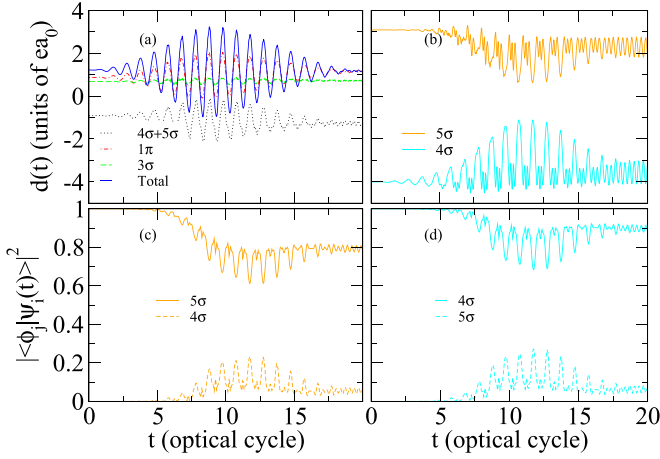 (a)
(b)
4
2
0
-2
-4
d(t) (units of ea₀)
4σ+5σ
1π
3σ
Total
5σ
4σ
(c)
(d)
1
0.8
0.6
0.4
0.2
0
|<ϕⱼ|ψᵢ(t)>|²
5σ
4σ
4σ
5σ
0 5 10 15
0 5 10 15 20
t (optical cycle)
t (optical cycle)